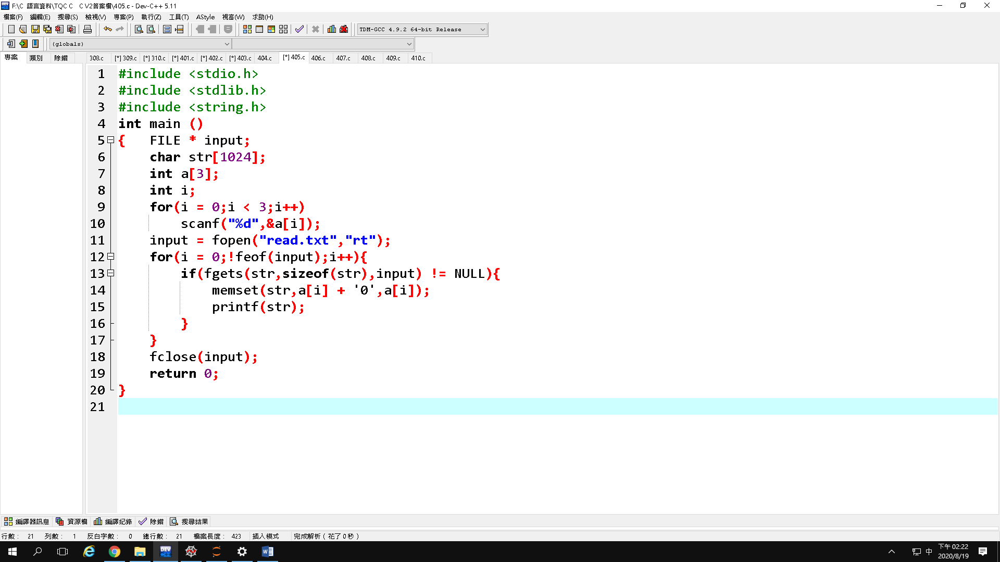 F:\C 語言資料\TQC C    C V2答案檔\405.c - Dev-C++ 5.11
檔案(F) 編輯(E) 搜尋(S) 檢視(V) 專案(P) 執行(Z) 工具(T) AStyle 視窗(W) 求助(H)
TDM-GCC 4.9.2 64-bit Release
(globals)
專案 類別 除錯 308.c [*] 309.c [*] 310.c [*] 401.c [*] 402.c [*] 403.c 404.c [*] 405.c 406.c 407.c 408.c 409.c 410.c
1 #include <stdio.h>
2 #include <stdlib.h>
3 #include <string.h>
4 int main ()
5 {   FILE * input;
6     char str[1024];
7     int a[3];
8     int i;
9     for(i = 0;i < 3;i++)
10         scanf("%d",&a[i]);
11     input = fopen("read.txt","rt");
12     for(i = 0;!feof(input);i++){
13         if(fgets(str,sizeof(str),input) != NULL){
14             memset(str,a[i] + '0',a[i]);
15             printf(str);
16         }
17     }
18     fclose(input);
19     return 0;
20 }
21
編譯器訊息 資源檔 編譯紀錄 除錯 搜尋結果
行數： 21 列數： 1 反白字數： 0 總行數： 21 檔案長度： 423 插入模式 完成解析 ( 花了 0 秒 )
DEV
中 下午 02:22
2020/8/19